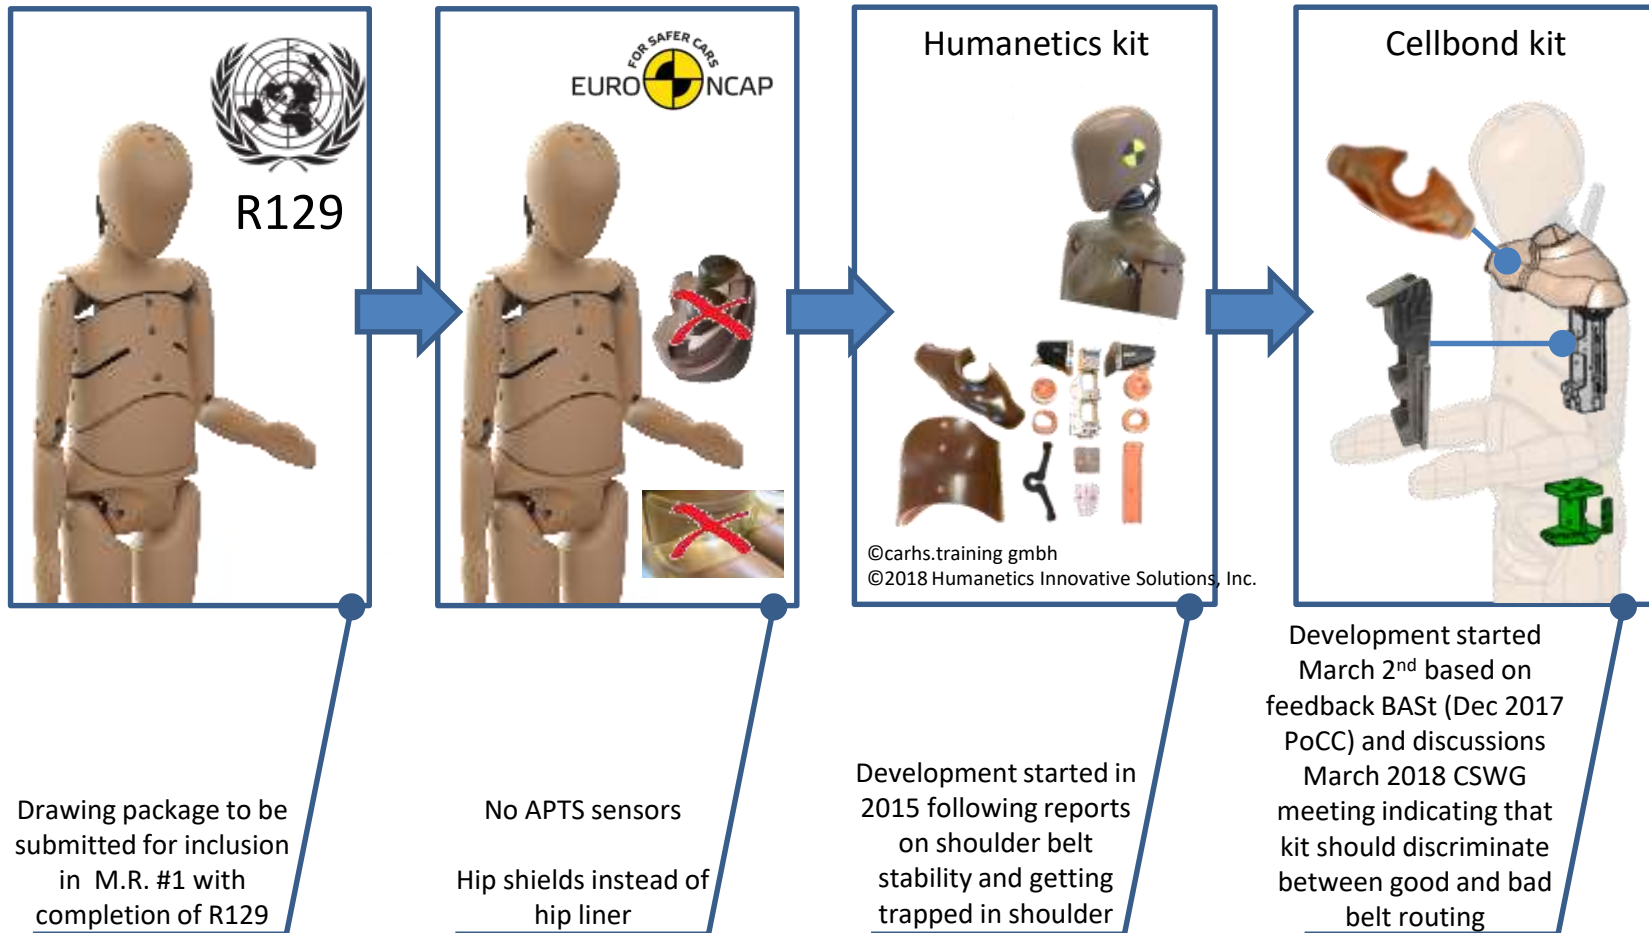 R129
Drawing package to be
submitted for inclusion
in M.R. #1 with
completion of R129
FOR SAFER CARS
EURO NCAP
No APTS sensors
Hip shields instead of
hip liner
Humanetics kit
©carhs.training gmbh
©2018 Humanetics Innovative Solutions, Inc.
Development started in
2015 following reports
on shoulder belt
stability and getting
trapped in shoulder
Cellbond kit
Development started
March 2nd based on
feedback BASt (Dec 2017
PoCC) and discussions
March 2018 CSWG
meeting indicating that
kit should discriminate
between good and bad
belt routing